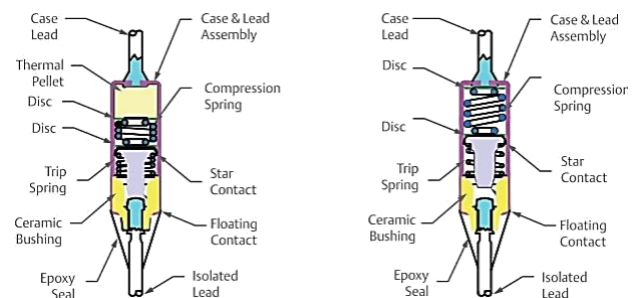 Case
Lead
Case & Lead
Assembly
Thermal
Pellet
Disc
Compression
Spring
Disc
Trip
Spring
Star
Contact
Ceramic
Bushing
Floating
Contact
Epoxy
Seal
Isolated
Lead
Case
Lead
Case & Lead
Assembly
Disc
Compression
Spring
Disc
Trip
Spring
Star
Contact
Ceramic
Bushing
Floating
Contact
Epoxy
Seal
Isolated
Lead